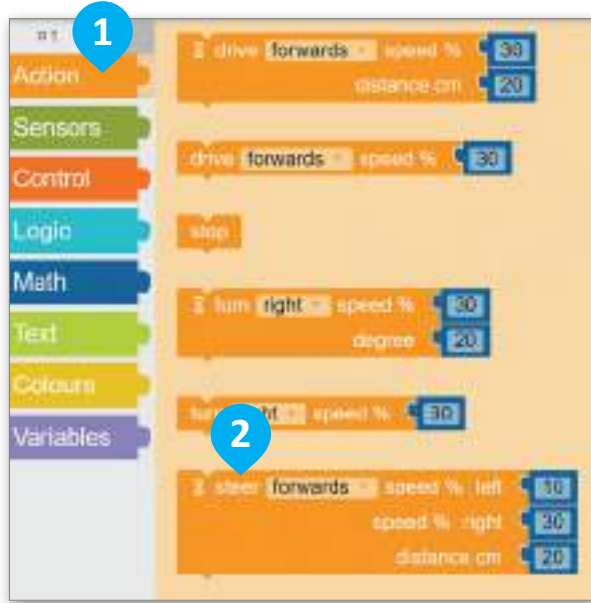 1
Action
Sensors
Control
Logic
Math
Text
Colours
Variables
drive forwards speed % 30
distance cm 20
drive forwards speed % 30
stop
turn right speed % 30
degree 20
speed % 30
2
steer forwards speed % left 10
speed % right 30
distance cm 20